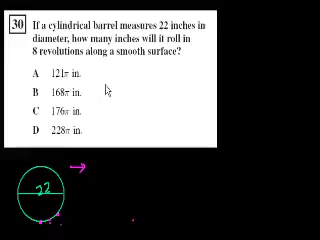 30 If a cylindrical barrel measures 22 inches in
diameter, how many inches will it roll in
8 revolutions along a smooth surface?
A 121π in.
B 168π in.
C 176π in.
D 228π in.
22